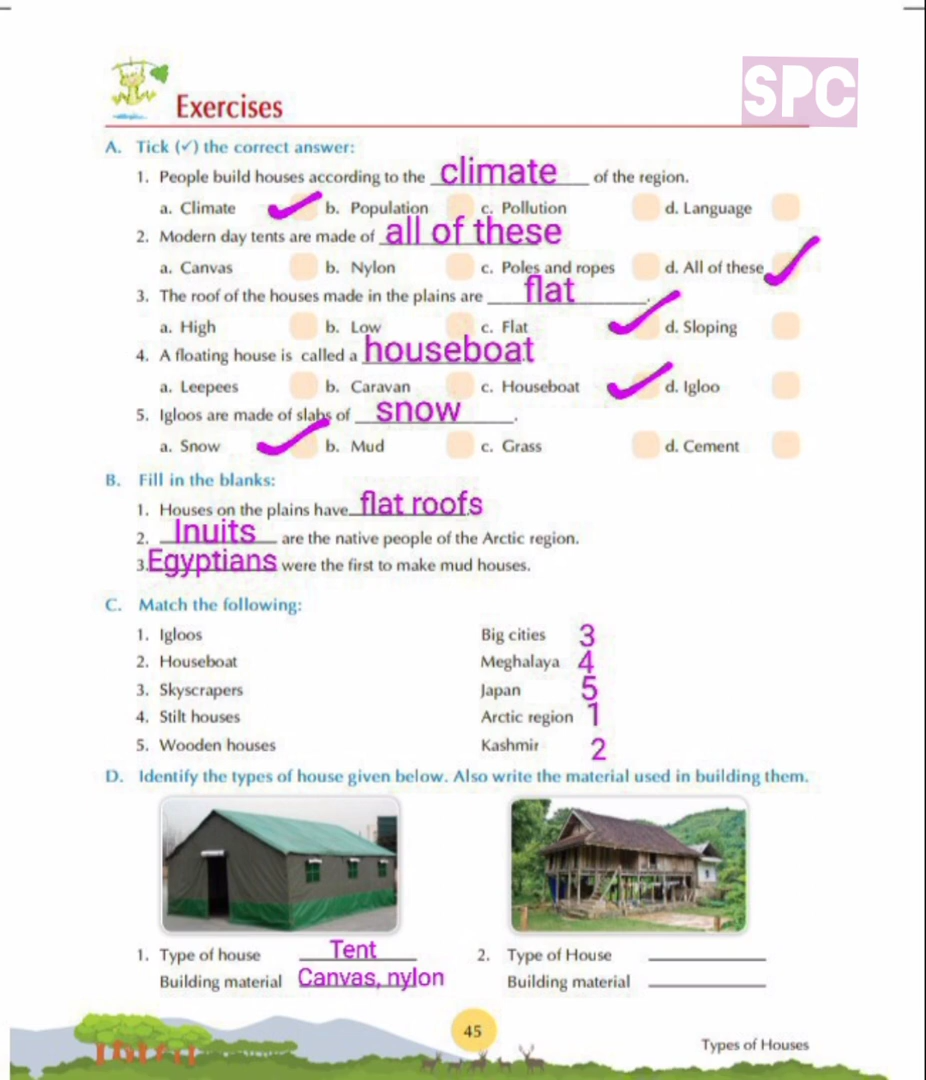 SPC
Exercises
A. Tick (✓) the correct answer:
1. People build houses according to the climate of the region.
a. Climate ✓ b. Population c. Pollution d. Language
2. Modern day tents are made of all of these
a. Canvas b. Nylon c. Poles and ropes d. All of these ✓
3. The roof of the houses made in the plains are flat.
a. High b. Low c. Flat ✓ d. Sloping
4. A floating house is called a houseboat.
a. Leepees b. Caravan c. Houseboat ✓ d. Igloo
5. Igloos are made of slabs of snow.
a. Snow ✓ b. Mud c. Grass d. Cement
B. Fill in the blanks:
1. Houses on the plains have flat roofs.
2. Inuits are the native people of the Arctic region.
3. Egyptians were the first to make mud houses.
C. Match the following:
1. Igloos Big cities 3
2. Houseboat Meghalaya 4
3. Skyscrapers Japan 5
4. Stilt houses Arctic region 1
5. Wooden houses Kashmir 2
D. Identify the types of house given below. Also write the material used in building them.
1. Type of house Tent 2. Type of House
Building material Canvas, nylon Building material
45
Types of Houses